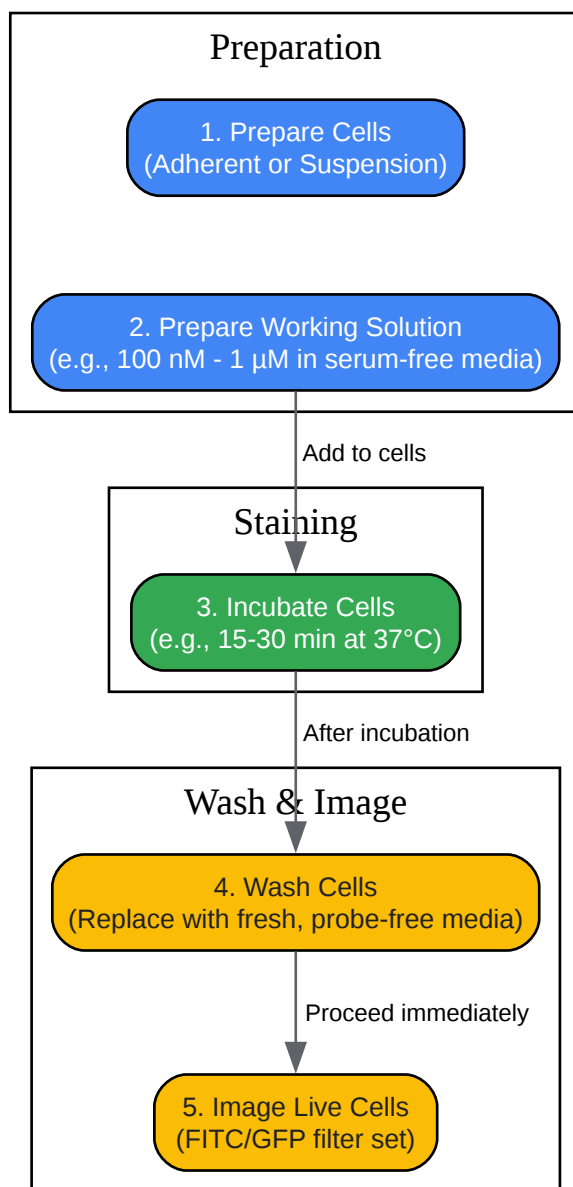 Preparation
1. Prepare Cells
(Adherent or Suspension)
2. Prepare Working Solution
(e.g., 100 nM - 1 µM in serum-free media)
Add to cells
Staining
3. Incubate Cells
(e.g., 15-30 min at 37°C)
After incubation
Wash & Image
4. Wash Cells
(Replace with fresh, probe-free media)
Proceed immediately
5. Image Live Cells
(FITC/GFP filter set)